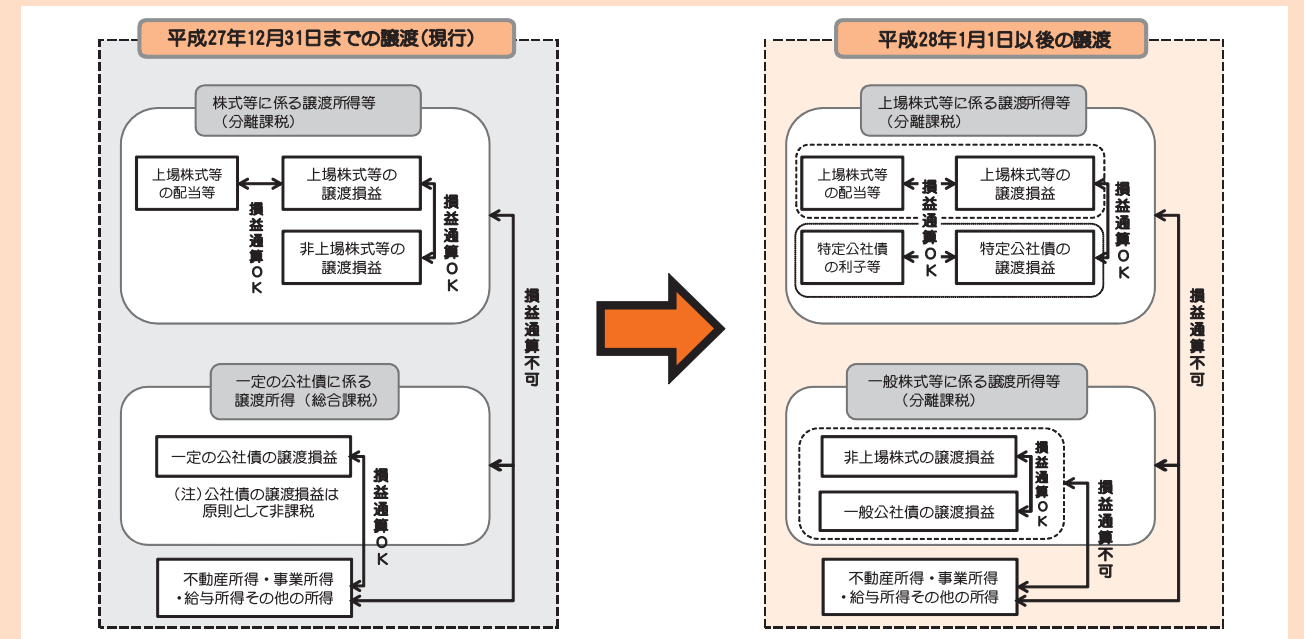 平成27年12月31日までの譲渡(現行)
株式等に係る譲渡所得等
(分離課税)
上場株式等
の配当等
上場株式等の
譲渡損益
損益通算OK
損益通算OK
非上場株式等の
譲渡損益
損益通算不可
一定の公社債に係る
譲渡所得(総合課税)
一定の公社債の譲渡損益
(注)公社債の譲渡損益は
原則として非課税
損益通算OK
不動産所得・事業所得
・給与所得その他の所得
平成28年1月1日以後の譲渡
上場株式等に係る譲渡所得等
(分離課税)
上場株式等
の配当等
損益通算OK
上場株式等の
譲渡損益
損益通算OK
特定公社債
の利子等
特定公社債の
譲渡損益
損益通算不可
一般株式等に係る譲渡所得等
(分離課税)
非上場株式の譲渡損益
損益通算OK
一般公社債の譲渡損益
損益通算不可
不動産所得・事業所得
・給与所得その他の所得